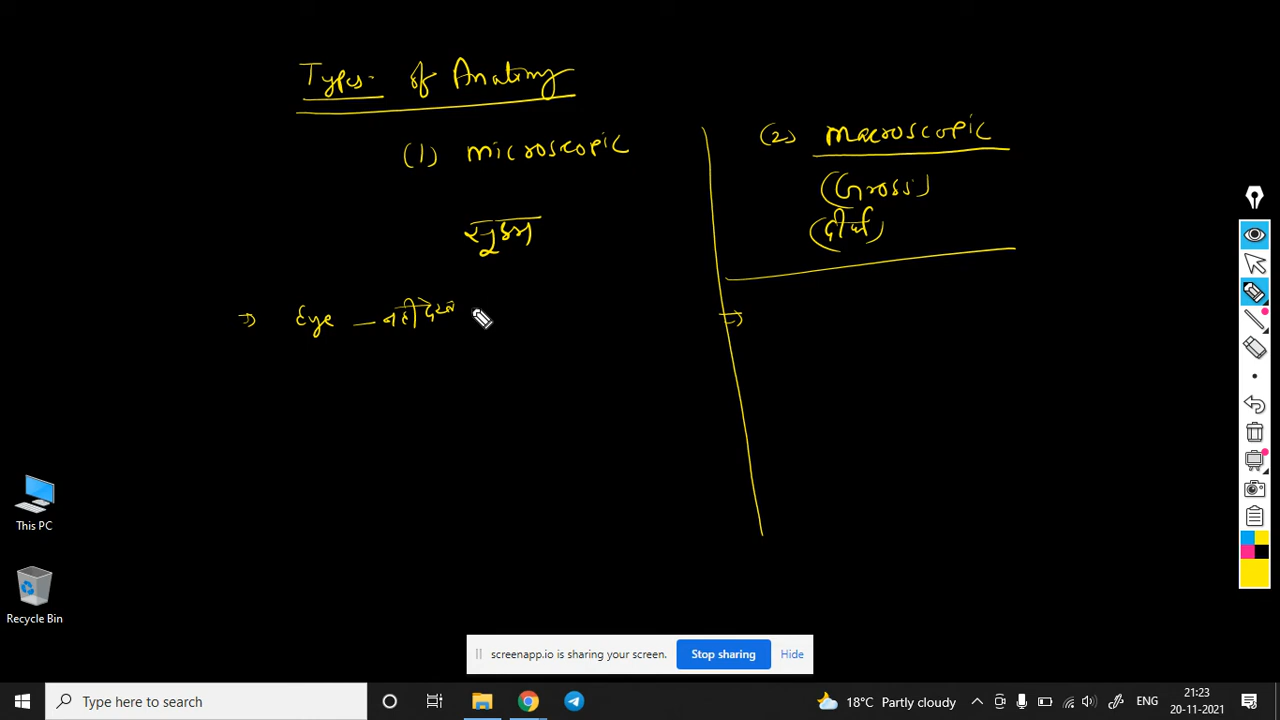 Types of Anatomy
(1) microscopic
(2) macroscopic
(Gross)
सूक्ष्म
(दीर्घ)
⇒ Eye — नही देख
⇒
This PC
Recycle Bin
screenapp.io is sharing your screen.
Stop sharing
Hide
Type here to search
18°C Partly cloudy
ENG
21:23
20-11-2021